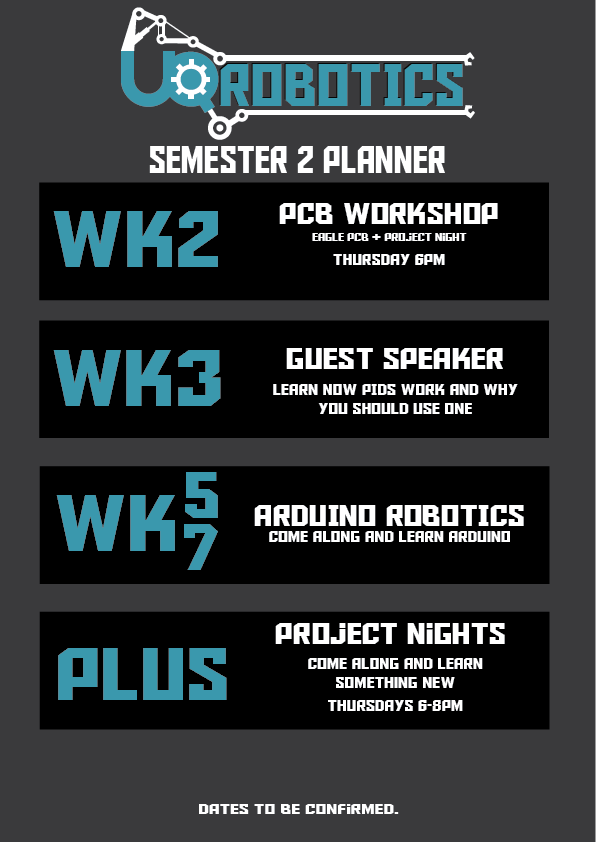 UQROBOTICS
SEMESTER 2 PLANNER
WK2
PCB WORKSHOP
EAGLE PCB + PROJECT NIGHT
THURSDAY 6PM
WK3
GUEST SPEAKER
LEARN NOW PIDS WORK AND WHY
YOU SHOULD USE ONE
WK 5
7
ARDUINO ROBOTICS
COME ALONG AND LEARN ARDUINO
PLUS
PROJECT NIGHTS
COME ALONG AND LEARN
SOMETHING NEW
THURSDAYS 6-8PM
DATES TO BE CONFIRMED.